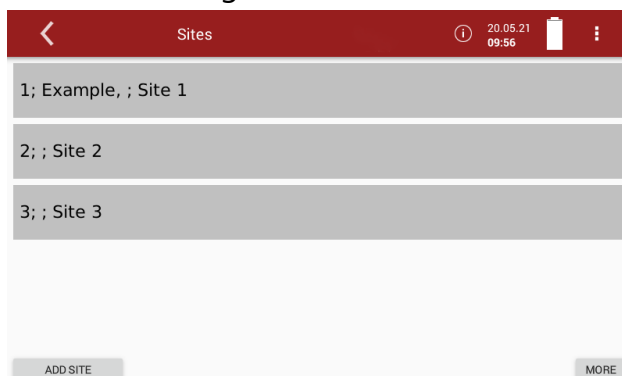 Sites
20.05.21
09:56
1; Example, ; Site 1
2; ; Site 2
3; ; Site 3
ADD SITE
MORE